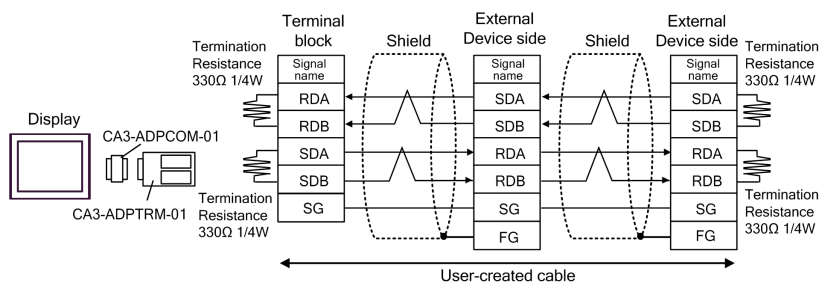 Terminal
block
Shield
External
Device side
Shield
External
Device side
Termination
Resistance
330Ω 1/4W
Termination
Resistance
330Ω 1/4W
Signal
name
Signal
name
Signal
name
RDA
SDA
SDA
RDB
SDB
SDB
SDA
RDA
RDA
SDB
RDB
RDB
SG
SG
SG
FG
FG
Display
CA3-ADPCOM-01
CA3-ADPTRM-01
Termination
Resistance
330Ω 1/4W
Termination
Resistance
330Ω 1/4W
User-created cable